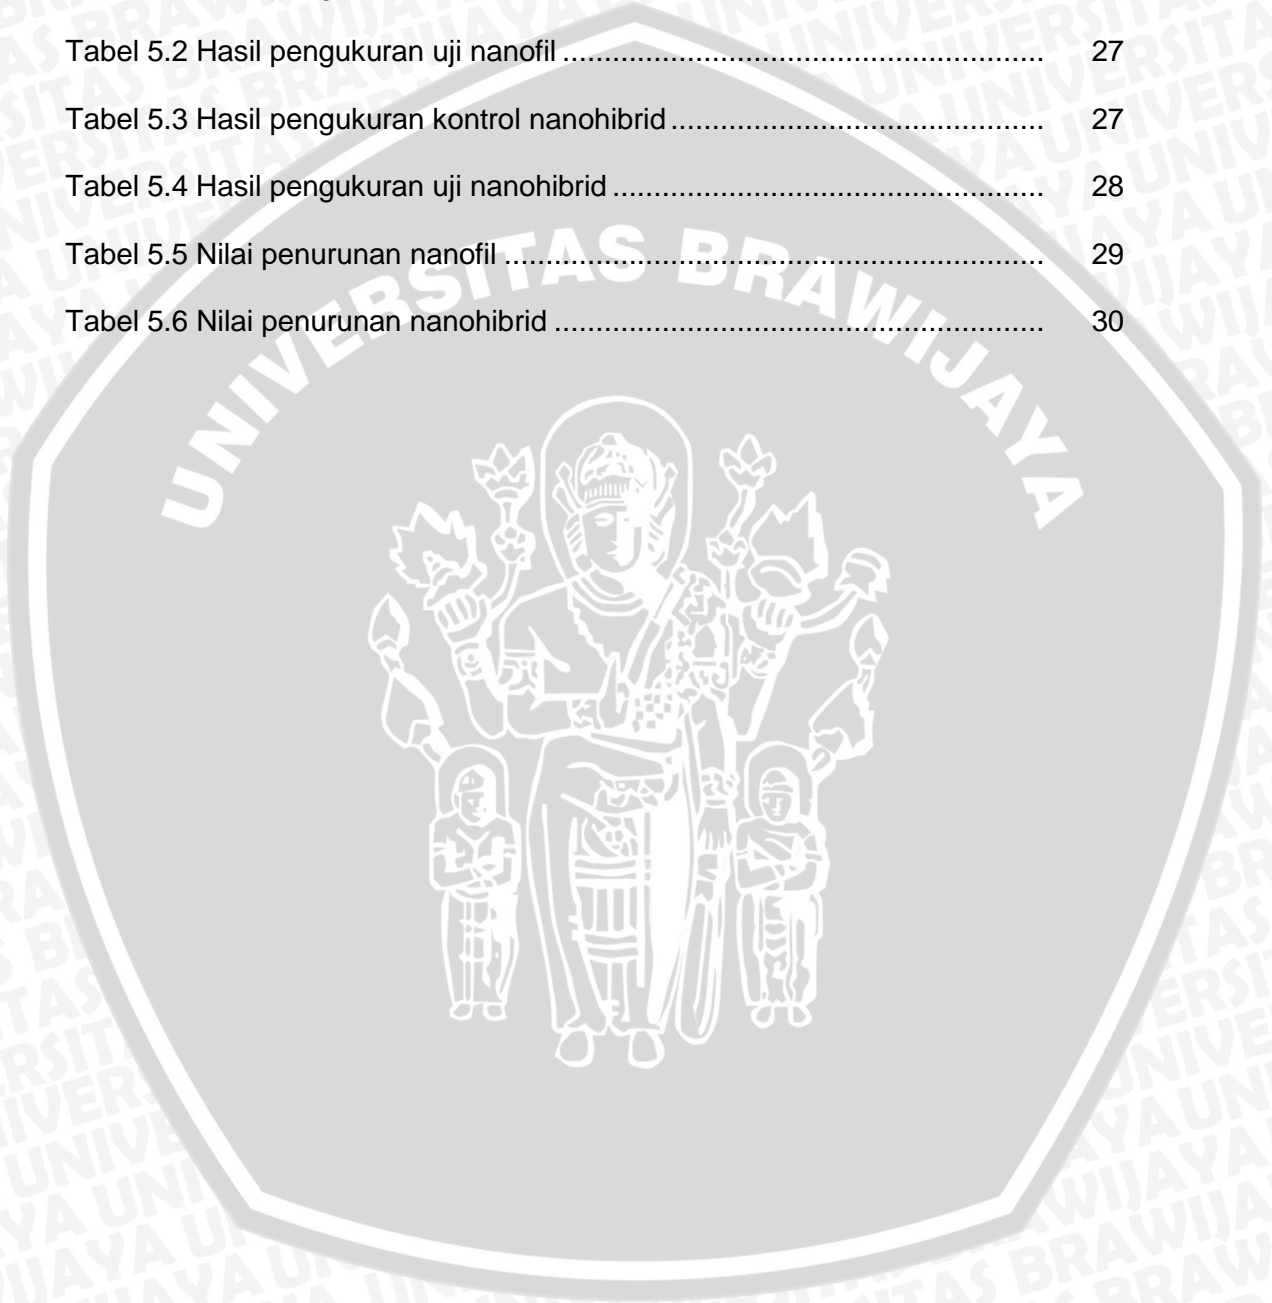 Tabel 5.2 Hasil pengukuran uji nanofil .......................................................... 27
Tabel 5.3 Hasil pengukuran kontrol nanohibrid ............................................. 27
Tabel 5.4 Hasil pengukuran uji nanohibrid .................................................... 28
Tabel 5.5 Nilai penurunan nanofil ................................................................. 29
Tabel 5.6 Nilai penurunan nanohibrid ........................................................... 30
UNIVERSITAS BRAWIJAYA